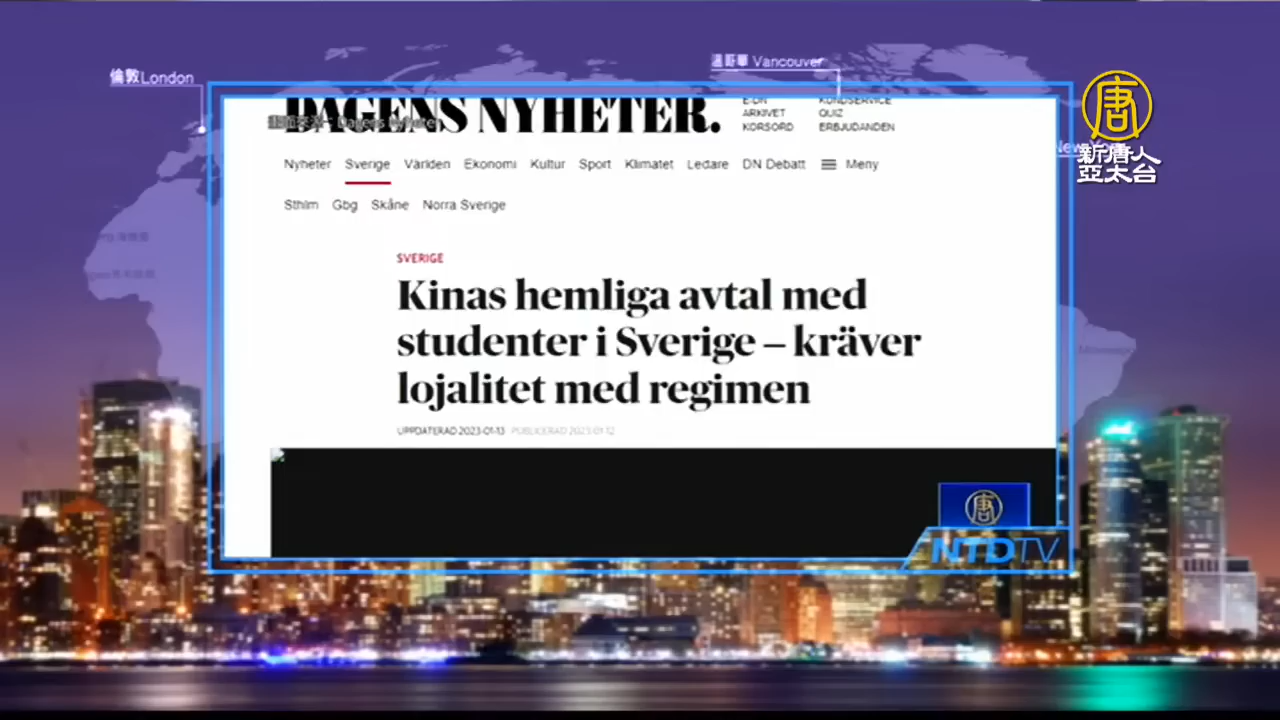 倫敦London
溫哥華 Vancouver
DAGENS NYHETER.
E-DN
ARKIVET
KORSORD
KUNDSERVICE
QUIZ
ERBJUDANDEN
唐
新唐人
亞太台
Nyheter Sverige Världen Ekonomi Kultur Sport Klimatet Ledare DN Debatt Meny
Sthlm Gbg Skåne Norra Sverige
SVERIGE
Kinas hemliga avtal med
studenter i Sverige – kräver
lojalitet med regimen
UPPDATERAD 2023-01-13 PUBLICERAD 2023-01-12
唐
NTDTV